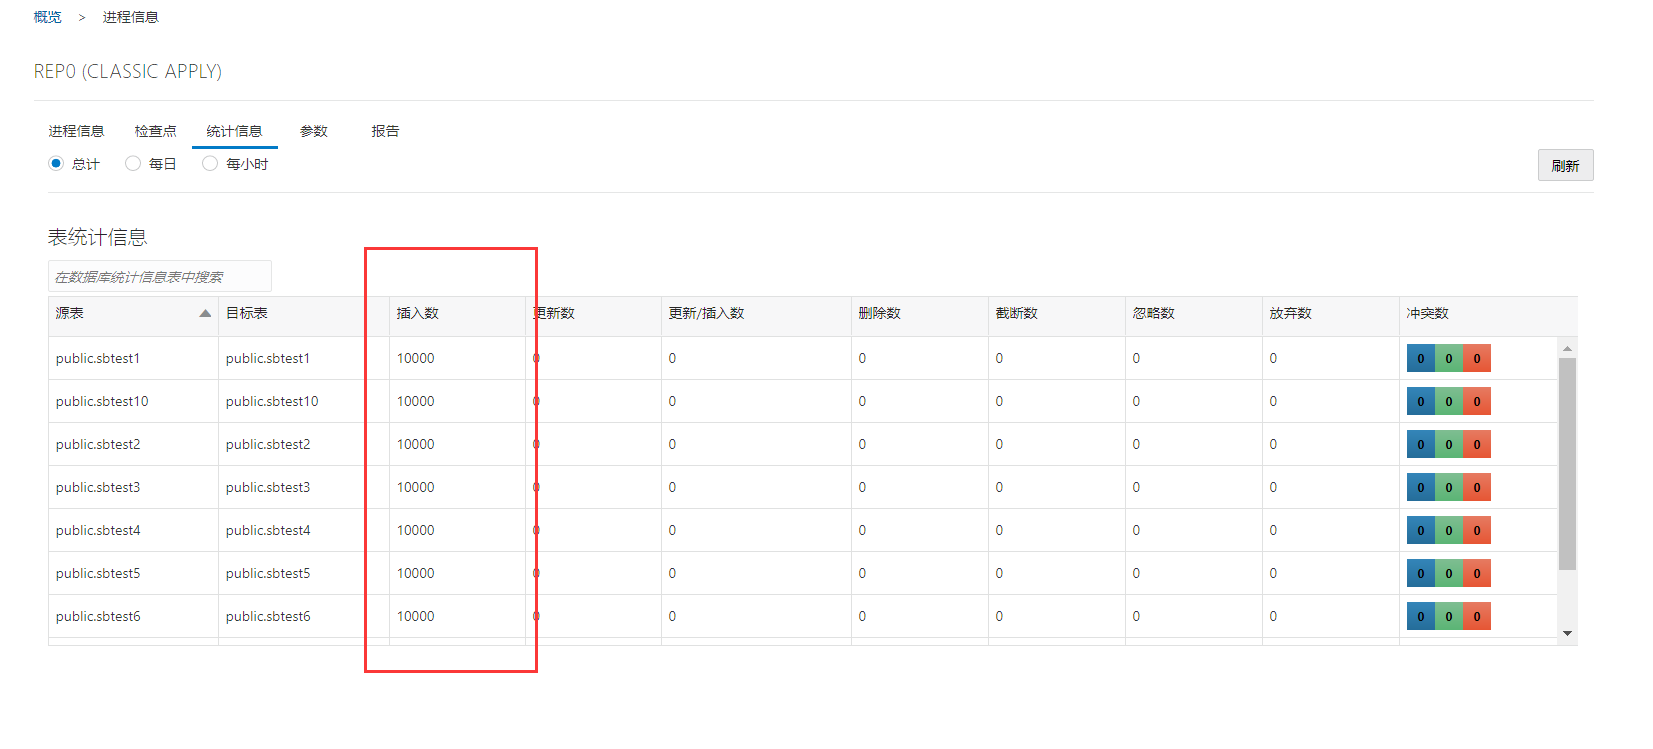 概览 > 进程信息
REP0 (CLASSIC APPLY)
进程信息 检查点 统计信息 参数 报告
总计 每日 每小时
刷新
表统计信息
在数据库统计信息表中搜索
源表 目标表 插入数 更新数 更新/插入数 删除数 截断数 忽略数 放弃数 冲突数
public.sbtest1 public.sbtest1 10000 0 0 0 0 0 0 0 0 0
public.sbtest10 public.sbtest10 10000 0 0 0 0 0 0 0 0 0
public.sbtest2 public.sbtest2 10000 0 0 0 0 0 0 0 0 0
public.sbtest3 public.sbtest3 10000 0 0 0 0 0 0 0 0 0
public.sbtest4 public.sbtest4 10000 0 0 0 0 0 0 0 0 0
public.sbtest5 public.sbtest5 10000 0 0 0 0 0 0 0 0 0
public.sbtest6 public.sbtest6 10000 0 0 0 0 0 0 0 0 0